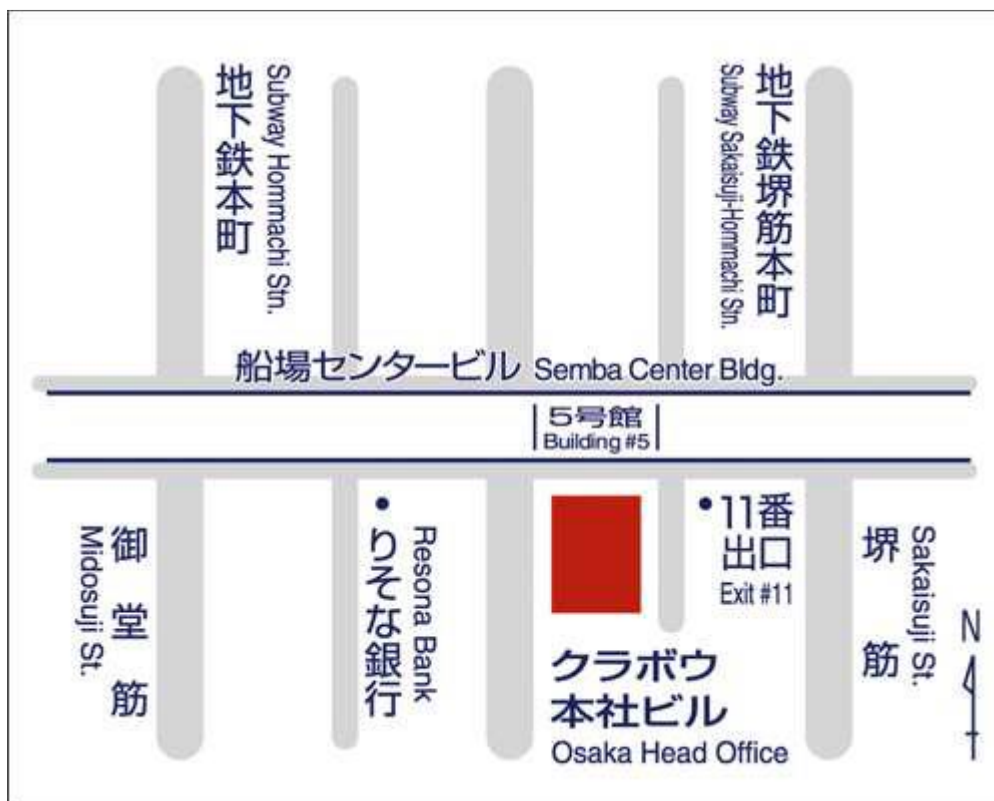 地下鉄本町
Subway Hommachi Stn.
地下鉄堺筋本町
Subway Sakaisuji-Hommachi Stn.
船場センタービル Semba Center Bldg.
5号館
Building #5
御堂筋
Midosuji St.
りそな銀行
Resona Bank
11番
出口
Exit #11
堺筋
Sakaisuji St.
N
クラボウ
本社ビル
Osaka Head Office